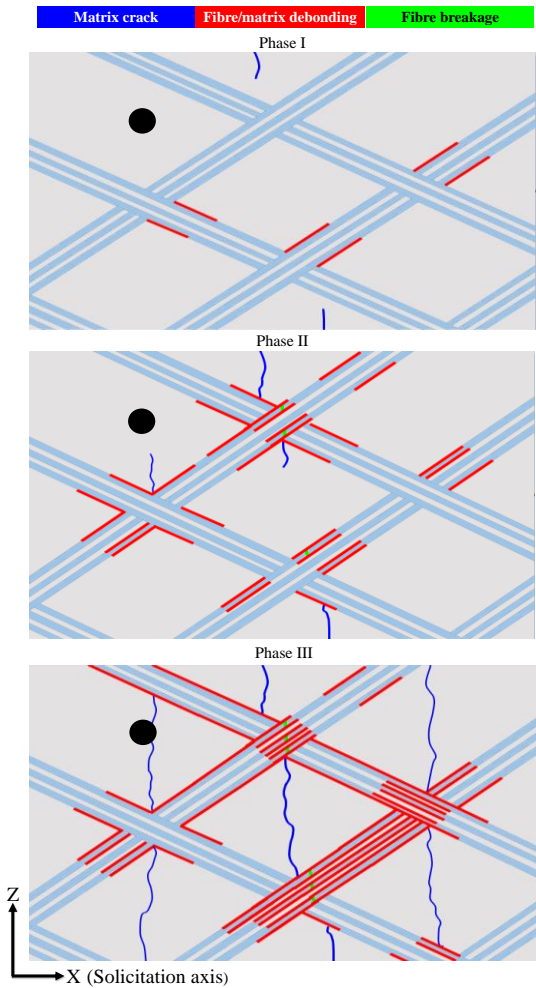 Matrix crack Fibre/matrix debonding Fibre breakage
Phase I
Phase II
Phase III
Z
X (Solicitation axis)